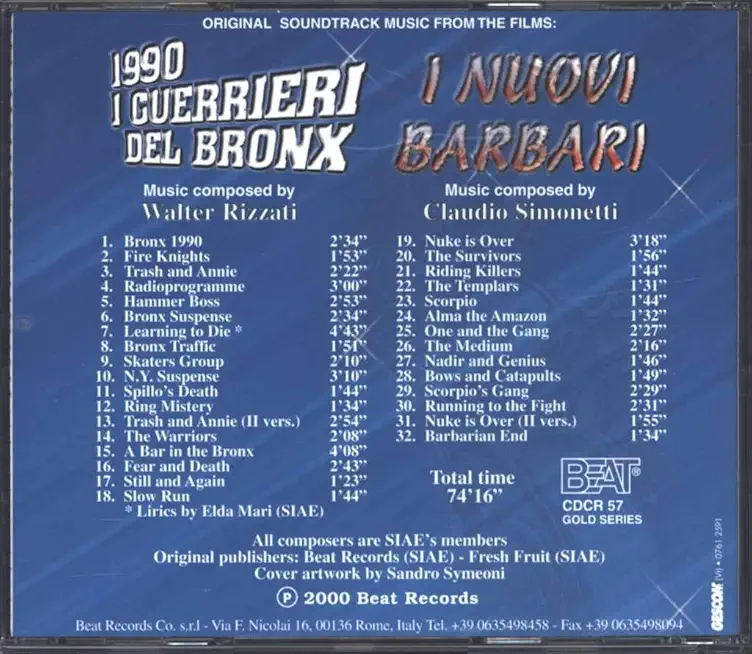 ORIGINAL SOUNDTRACK MUSIC FROM THE FILMS:
1990
I GUERRIERI
DEL BRONX
Music composed by
Walter Rizzati
1. Bronx 1990 2'34"
2. Fire Knights 1'53"
3. Trash and Annie 2'22"
4. Radioprogramme 3'00"
5. Hammer Boss 2'53"
6. Bronx Suspense 2'34"
7. Learning to Die * 4'43"
8. Bronx Traffic 1'51"
9. Skaters Group 2'10"
10. N.Y. Suspense 3'10"
11. Spillo's Death 1'44"
12. Ring Mistery 1'34"
13. Trash and Annie (II vers.) 2'54"
14. The Warriors 2'08"
15. A Bar in the Bronx 4'08"
16. Fear and Death 2'43"
17. Still and Again 1'23"
18. Slow Run 1'44"
* Lirics by Elda Mari (SIAE)
I NUOVI
BARBARI
Music composed by
Claudio Simonetti
19. Nuke is Over 3'18"
20. The Survivors 1'56"
21. Riding Killers 1'44"
22. The Templars 1'31"
23. Scorpio 1'44"
24. Alma the Amazon 1'32"
25. One and the Gang 2'27"
26. The Medium 2'16"
27. Nadir and Genius 1'46"
28. Bows and Catapults 1'49"
29. Scorpio's Gang 2'29"
30. Running to the Fight 2'31"
31. Nuke is Over (II vers.) 1'55"
32. Barbarian End 1'34"
Total time
74'16"
BEAT®
CDCR 57
GOLD SERIES
All composers are SIAE's members
Original publishers: Beat Records (SIAE) - Fresh Fruit (SIAE)
Cover artwork by Sandro Symeoni
℗ 2000 Beat Records
Beat Records Co. s.r.l - Via F. Nicolai 16, 00136 Rome, Italy Tel. +39 0635498458 - Fax +39 0635498094
GESCOM (VI) • 0761 2591